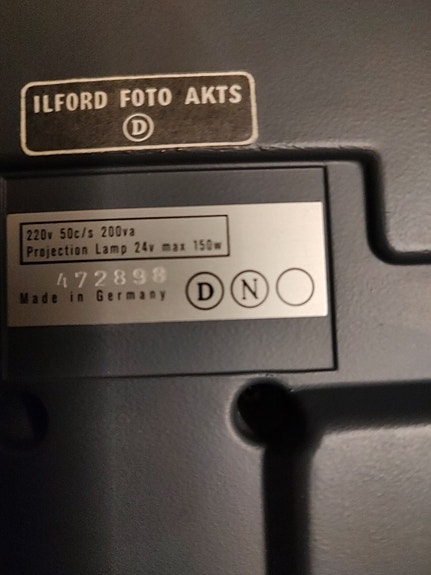 ILFORD FOTO AKTS
D
220v 50c/s 200va
Projection Lamp 24v max 150w
472898
Made in Germany
D N